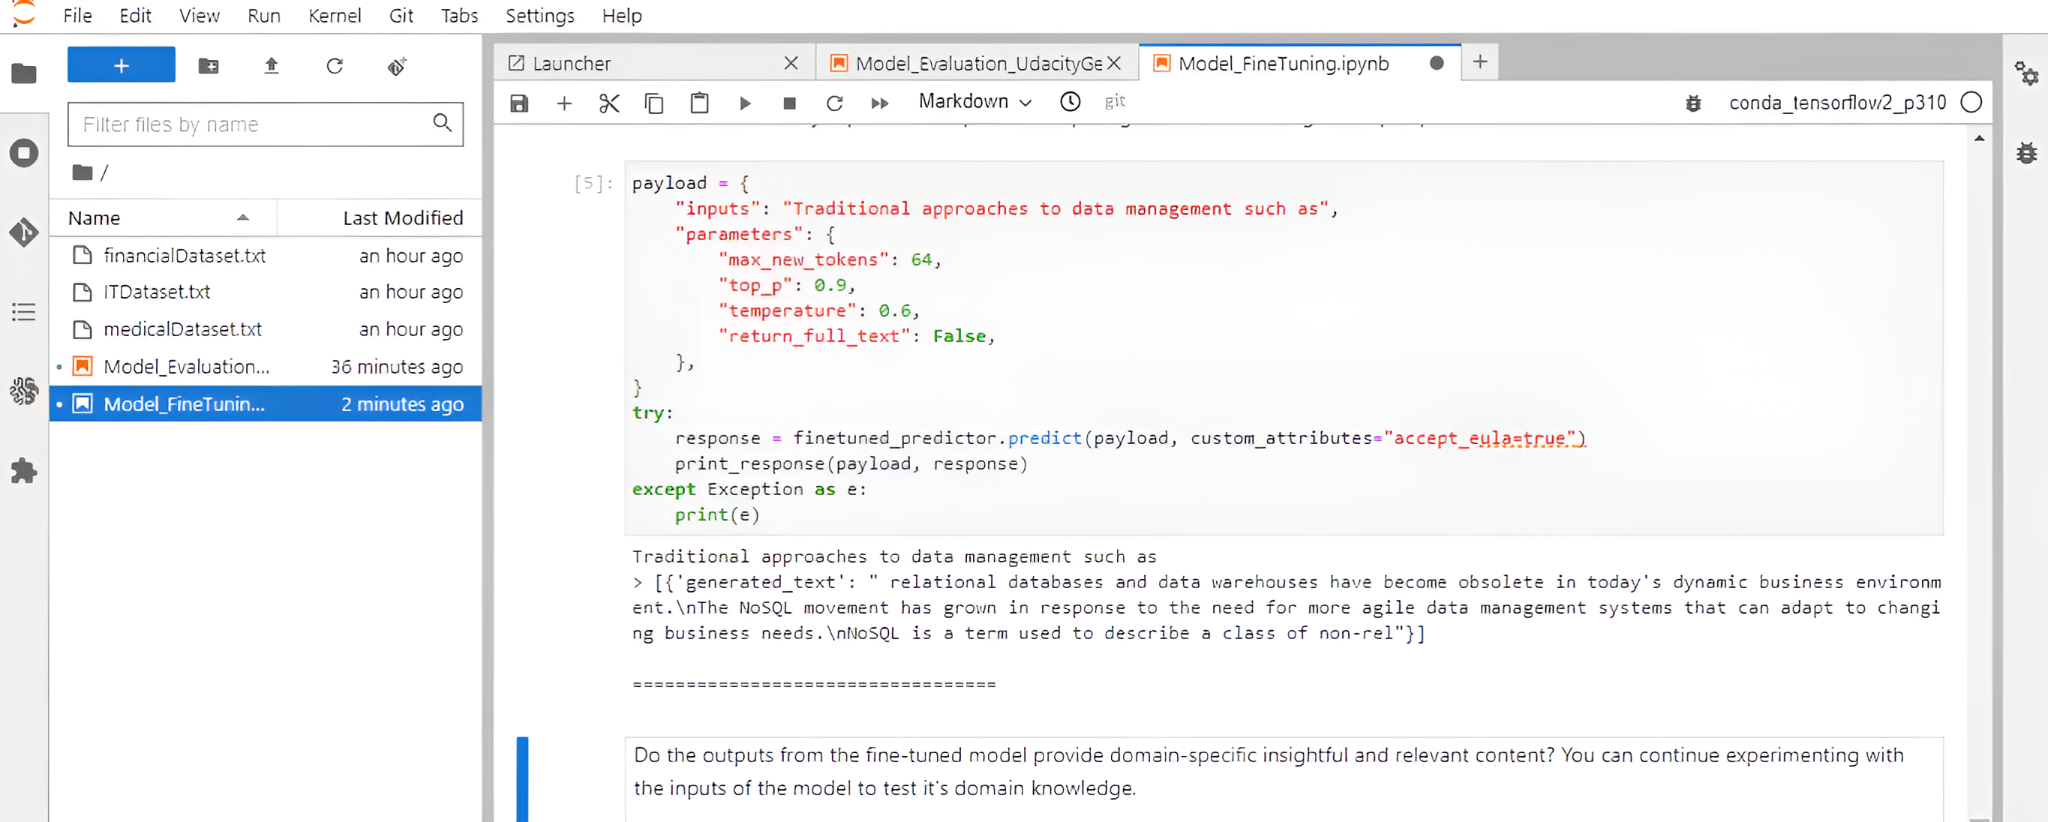 File Edit View Run Kernel Git Tabs Settings Help
+
Filter files by name
/
Name Last Modified
financialDataset.txt an hour ago
ITDataset.txt an hour ago
medicalDataset.txt an hour ago
Model_Evaluation... 36 minutes ago
Model_FineTunin... 2 minutes ago
Launcher
Model_Evaluation_UdacityGe
Model_FineTuning.ipynb
Markdown
git
conda_tensorflow2_p310
[5]:
payload = {
"inputs": "Traditional approaches to data management such as",
"parameters": {
"max_new_tokens": 64,
"top_p": 0.9,
"temperature": 0.6,
"return_full_text": False,
},
}
try:
response = finetuned_predictor.predict(payload, custom_attributes="accept_eula=true")
print_response(payload, response)
except Exception as e:
print(e)
Traditional approaches to data management such as
> [{'generated_text': " relational databases and data warehouses have become obsolete in today's dynamic business environm
ent.\nThe NoSQL movement has grown in response to the need for more agile data management systems that can adapt to changi
ng business needs.\nNoSQL is a term used to describe a class of non-rel"}]
==================================
Do the outputs from the fine-tuned model provide domain-specific insightful and relevant content? You can continue experimenting with
the inputs of the model to test it's domain knowledge.